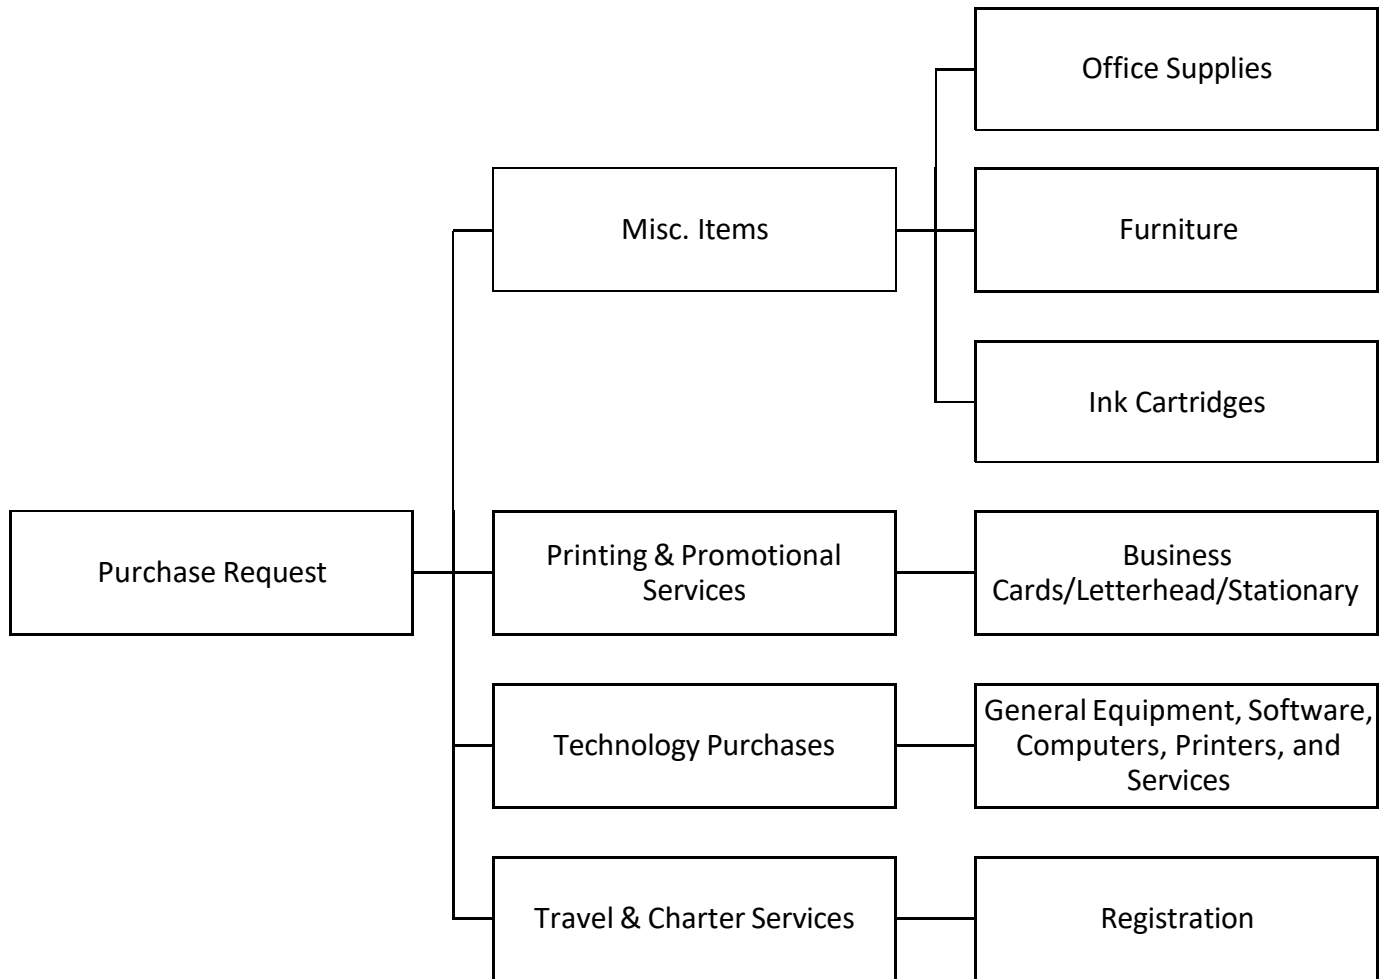 Office Supplies
Misc. Items
Furniture
Ink Cartridges
Purchase Request
Printing & Promotional
Services
Business
Cards/Letterhead/Stationary
Technology Purchases
General Equipment, Software,
Computers, Printers, and
Services
Travel & Charter Services
Registration